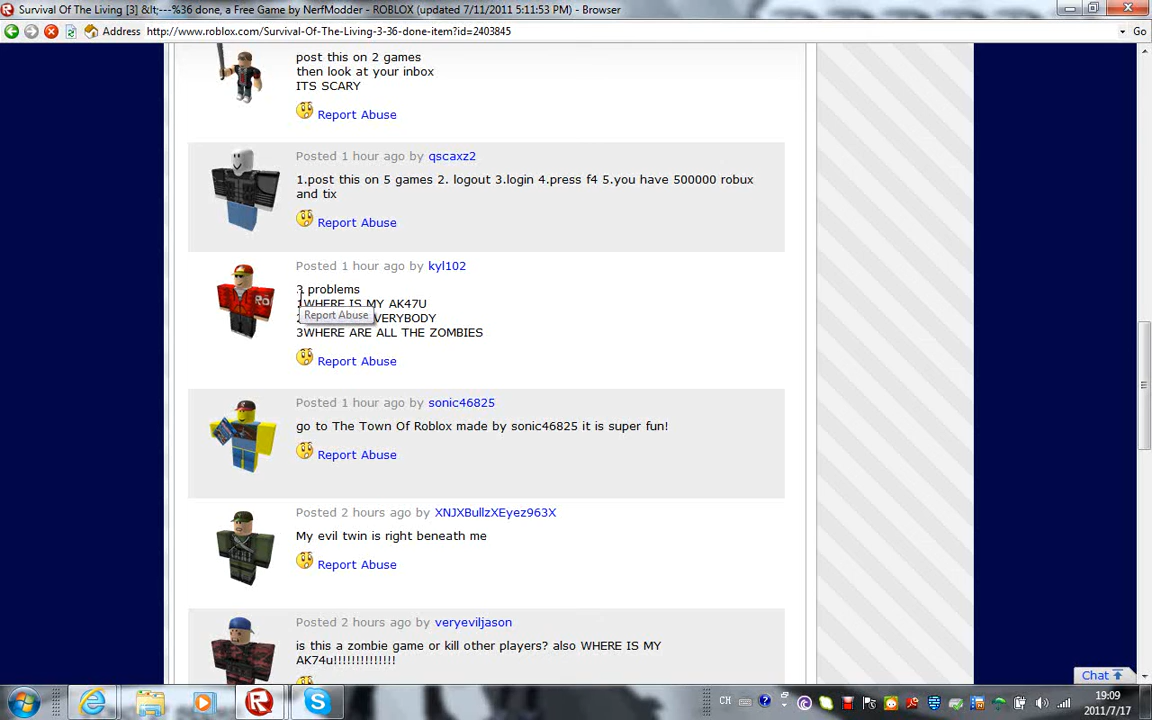 Survival Of The Living [3] &lt;---%36 done, a Free Game by NerfModder - ROBLOX (updated 7/11/2011 5:11:53 PM) - Browser
Address http://www.roblox.com/Survival-Of-The-Living-3-36-done-item?id=2403845
Go
post this on 2 games
then look at your inbox
ITS SCARY
Report Abuse
Posted 1 hour ago by qscaxz2
1.post this on 5 games 2. logout 3.login 4.press f4 5.you have 500000 robux
and tix
Report Abuse
Posted 1 hour ago by kyl102
3 problems
1WHERE IS MY AK47U
Report Abuse
VERYBODY
3WHERE ARE ALL THE ZOMBIES
Report Abuse
Posted 1 hour ago by sonic46825
go to The Town Of Roblox made by sonic46825 it is super fun!
Report Abuse
Posted 2 hours ago by XNJXBullzXEyez963X
My evil twin is right beneath me
Report Abuse
Posted 2 hours ago by veryeviljason
is this a zombie game or kill other players? also WHERE IS MY
AK74u!!!!!!!!!!!!!!
Chat
CH
19:09
2011/7/17